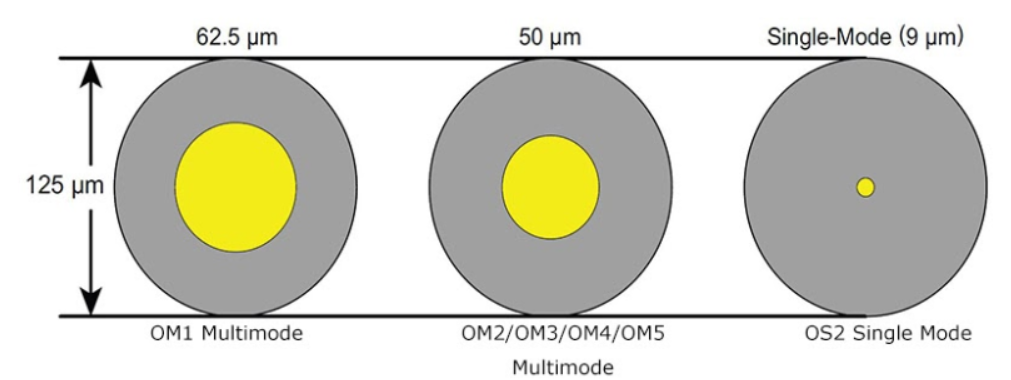 62.5 μm
50 μm
Single-Mode (9 μm)
125 μm
OM1 Multimode
OM2/OM3/OM4/OM5
Multimode
OS2 Single Mode